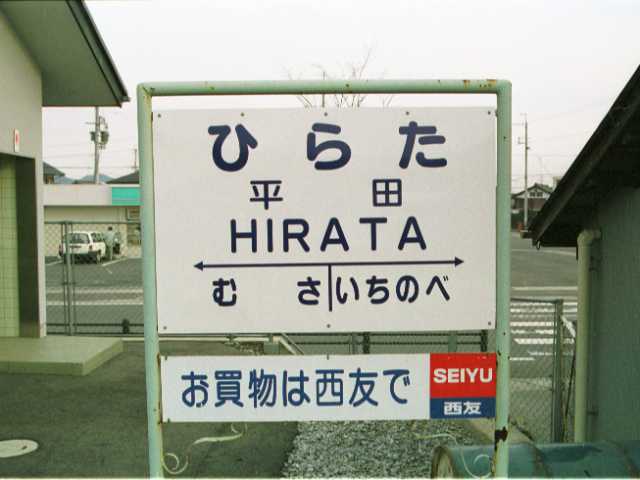 ひらた
平田
HIRATA
むさ いちのべ
お買物は西友で
SEIYU
西友